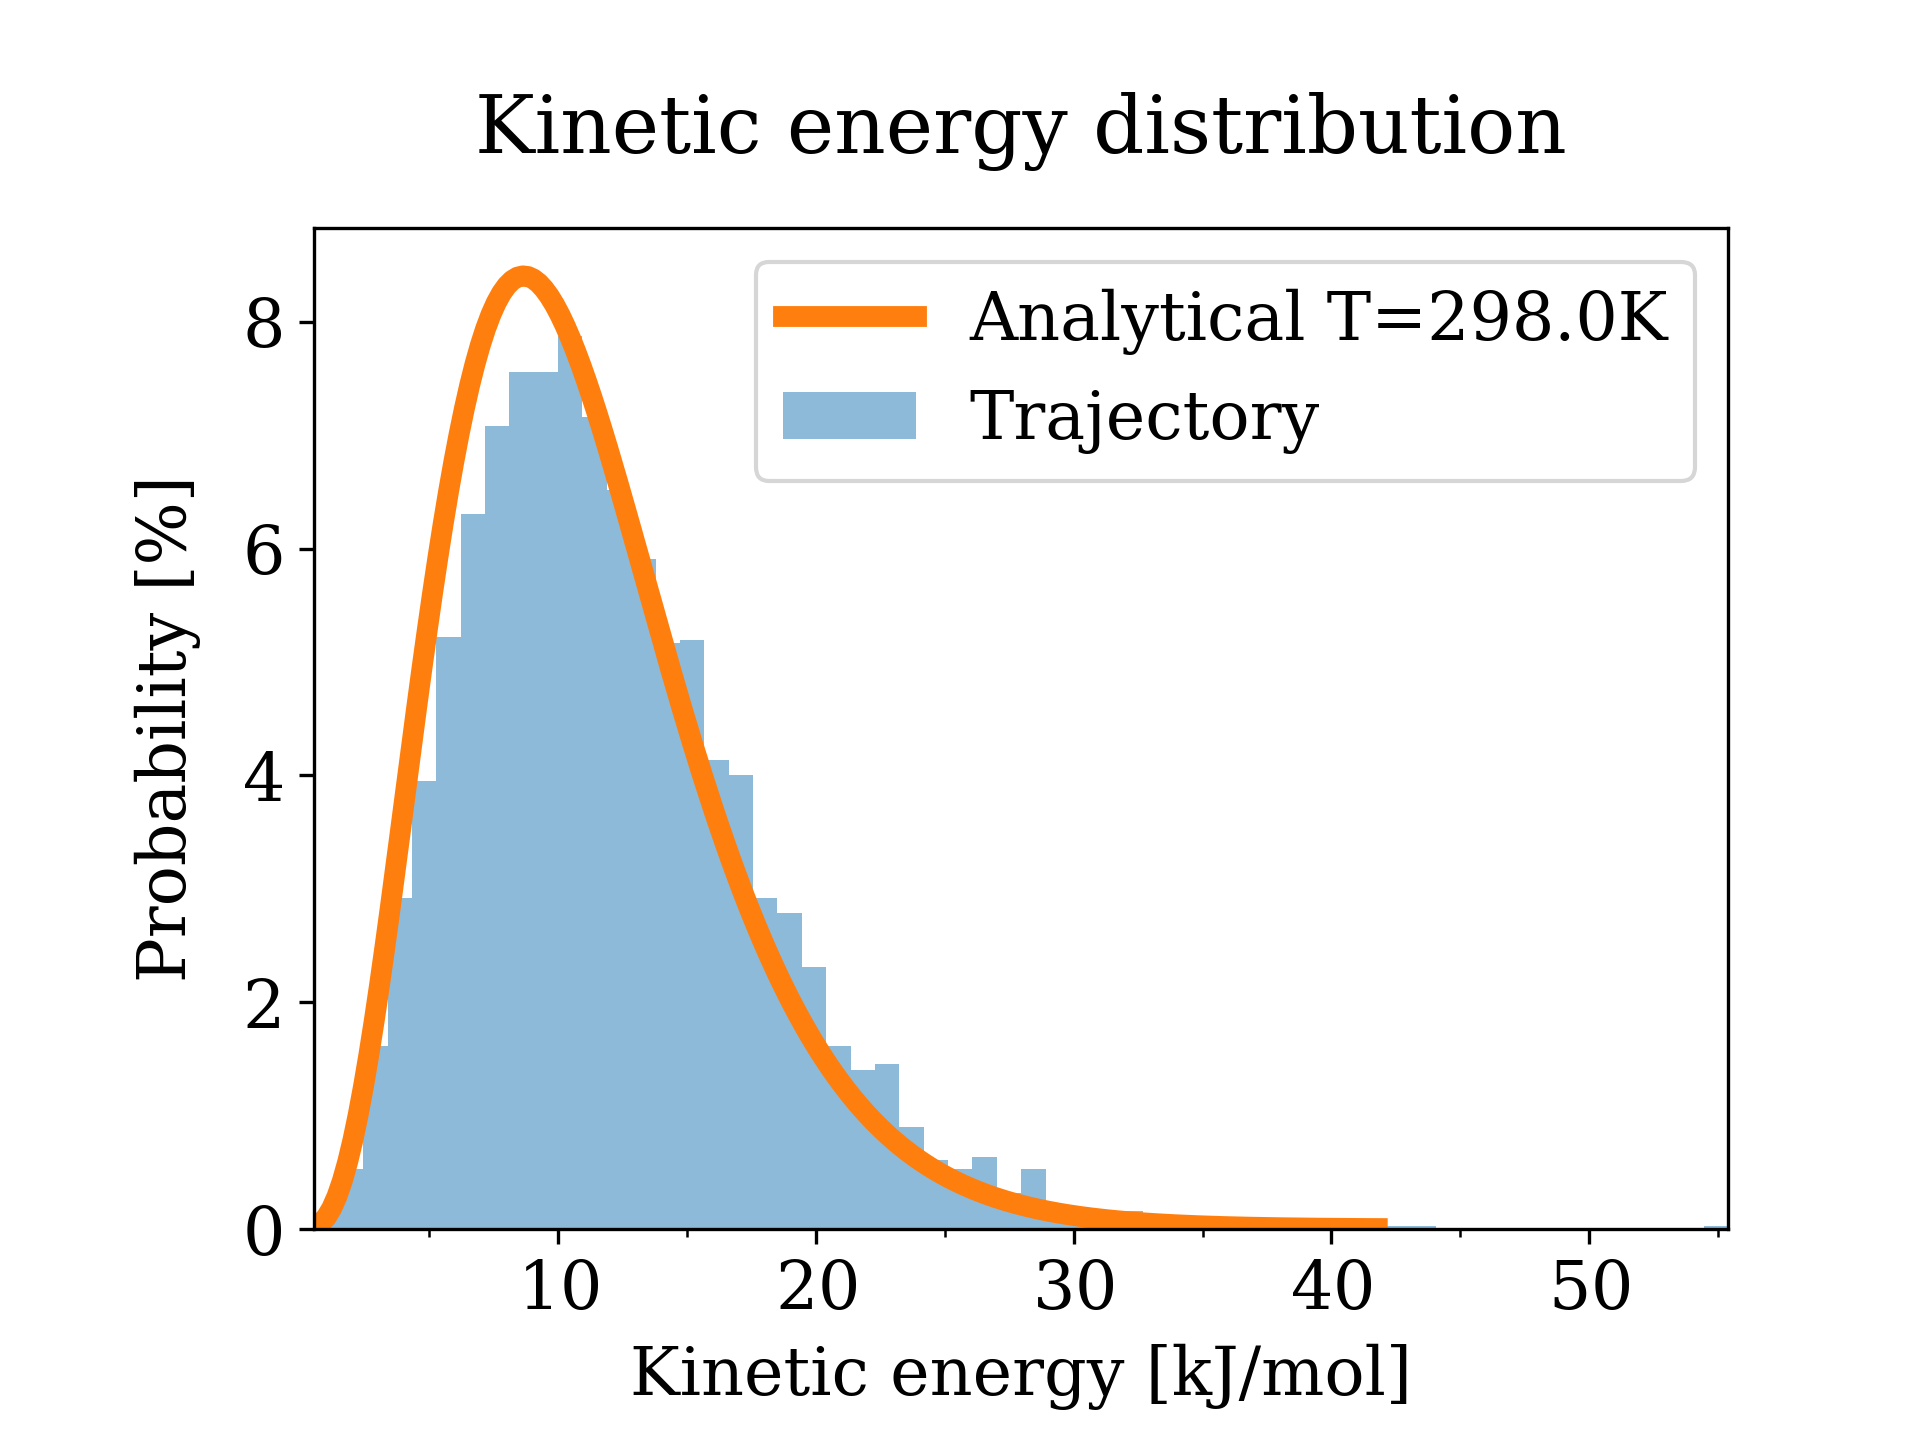 Kinetic energy distribution
Analytical T=298.0K
Trajectory
Probability [%]
8
6
4
2
0
10 20 30 40 50
Kinetic energy [kJ/mol]